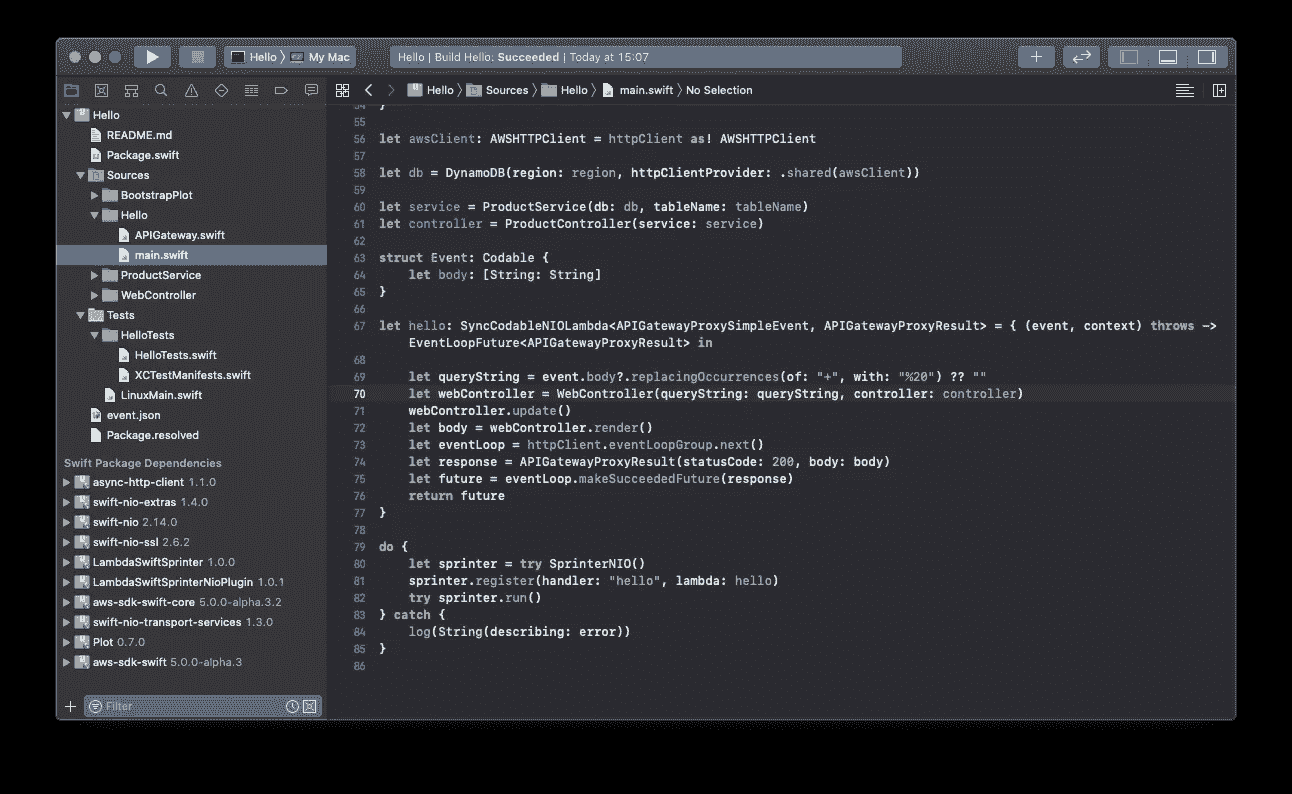 Hello 〉 My Mac
Hello | Build Hello: Succeeded | Today at 15:07
Hello 〉 Sources 〉 Hello 〉 main.swift 〉 No Selection
Hello
README.md
Package.swift
Sources
BootstrapPlot
Hello
APIGateway.swift
main.swift
ProductService
WebController
Tests
HelloTests
HelloTests.swift
XCTestManifests.swift
LinuxMain.swift
event.json
Package.resolved
Swift Package Dependencies
async-http-client 1.1.0
swift-nio-extras 1.4.0
swift-nio 2.14.0
swift-nio-ssl 2.6.2
LambdaSwiftSprinter 1.0.0
LambdaSwiftSprinterNioPlugin 1.0.1
aws-sdk-swift-core 5.0.0-alpha.3.2
swift-nio-transport-services 1.3.0
Plot 0.7.0
aws-sdk-swift 5.0.0-alpha.3
Filter
54 }
55
56 let awsClient: AWSHTTPClient = httpClient as! AWSHTTPClient
57
58 let db = DynamoDB(region: region, httpClientProvider: .shared(awsClient))
59
60 let service = ProductService(db: db, tableName: tableName)
61 let controller = ProductController(service: service)
62
63 struct Event: Codable {
64     let body: [String: String]
65 }
66
67 let hello: SyncCodableNIOLambda<APIGatewayProxySimpleEvent, APIGatewayProxyResult> = { (event, context) throws ->
    EventLoopFuture<APIGatewayProxyResult> in
68
69     let queryString = event.body?.replacingOccurrences(of: "+", with: "%20") ?? ""
70     let webController = WebController(queryString: queryString, controller: controller)
71     webController.update()
72     let body = webController.render()
73     let eventLoop = httpClient.eventLoopGroup.next()
74     let response = APIGatewayProxyResult(statusCode: 200, body: body)
75     let future = eventLoop.makeSucceededFuture(response)
76     return future
77 }
78
79 do {
80     let sprinter = try SprinterNIO()
81     sprinter.register(handler: "hello", lambda: hello)
82     try sprinter.run()
83 } catch {
84     log(String(describing: error))
85 }
86